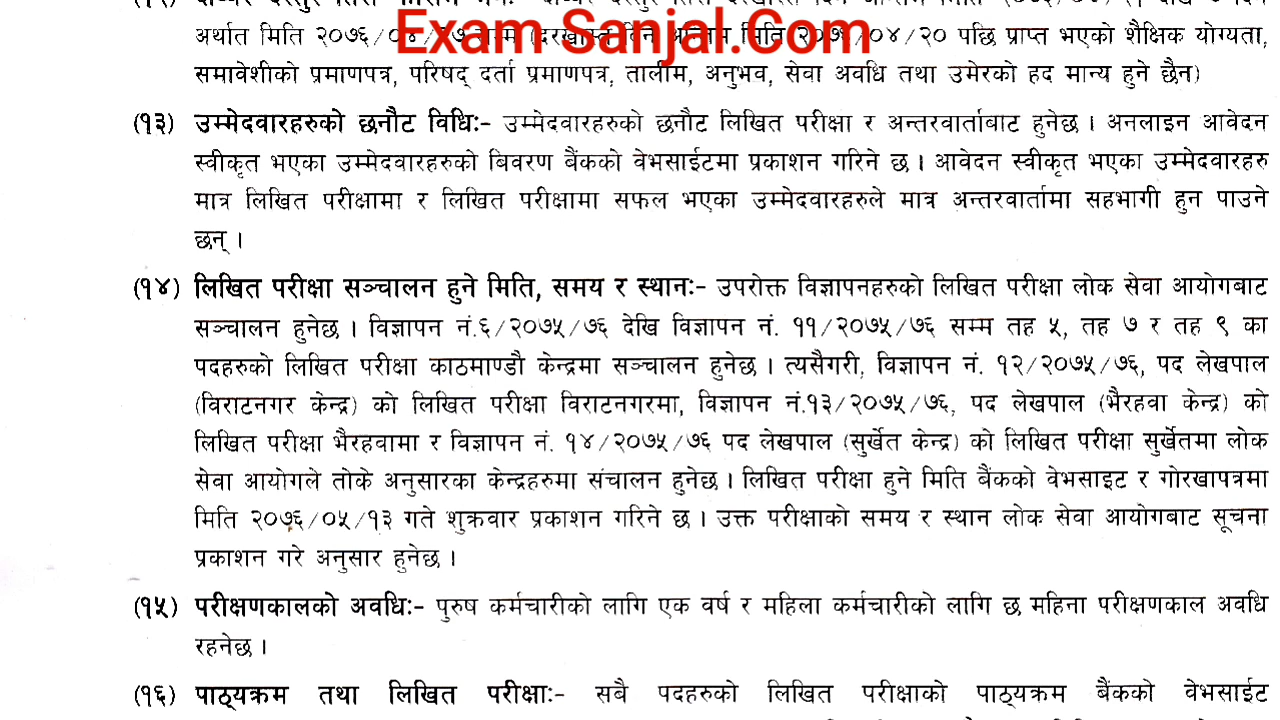 अर्थात मिति २०७६/०४/२७ सम्म (दरखास्त दिने अन्तिम मिति २०७६/०४/२० पछि प्राप्त भएको शैक्षिक योग्यता,
Exam Sanjal.Com
समावेशीको प्रमाणपत्र, परिषद् दर्ता प्रमाणपत्र, तालीम, अनुभव, सेवा अवधि तथा उमेरको हद मान्य हुने छैन)
(१३) उम्मेदवारहरुको छनौट विधिः- उम्मेदवारहरुको छनौट लिखित परीक्षा र अन्तरवार्ताबाट हुनेछ । अनलाइन आवेदन
स्वीकृत भएका उम्मेदवारहरुको बिवरण बैंकको वेभसाईटमा प्रकाशन गरिने छ । आवेदन स्वीकृत भएका उम्मेदवारहरु
मात्र लिखित परीक्षामा र लिखित परीक्षामा सफल भएका उम्मेदवारहरुले मात्र अन्तरवार्तामा सहभागी हुन पाउने
छन् ।
(१४) लिखित परीक्षा सञ्चालन हुने मिति, समय र स्थानः- उपरोक्त विज्ञापनहरुको लिखित परीक्षा लोक सेवा आयोगबाट
सञ्चालन हुनेछ । विज्ञापन नं.६/२०७५/७६ देखि विज्ञापन नं. ११/२०७५/७६ सम्म तह ५, तह ७ र तह ९ का
पदहरुको लिखित परीक्षा काठमाण्डौ केन्द्रमा सञ्चालन हुनेछ । त्यसैगरी, विज्ञापन नं. १२/२०७५/७६, पद लेखपाल
(विराटनगर केन्द्र) को लिखित परीक्षा विराटनगरमा, विज्ञापन नं.१३/२०७५/७६, पद लेखपाल (भैरहवा केन्द्र) को
लिखित परीक्षा भैरहवामा र विज्ञापन नं. १४/२०७५/७६ पद लेखपाल (सुर्खेत केन्द्र) को लिखित परीक्षा सुर्खेतमा लोक
सेवा आयोगले तोके अनुसारका केन्द्रहरुमा संचालन हुनेछ । लिखित परीक्षा हुने मिति बैंकको वेभसाइट र गोरखापत्रमा
मिति २०७६/०५/१३ गते शुक्रवार प्रकाशन गरिने छ । उक्त परीक्षाको समय र स्थान लोक सेवा आयोगबाट सूचना
प्रकाशन गरे अनुसार हुनेछ ।
(१५) परीक्षणकालको अवधिः- पुरुष कर्मचारीको लागि एक वर्ष र महिला कर्मचारीको लागि छ महिना परीक्षणकाल अवधि
रहनेछ ।
(१६) पाठ्यक्रम तथा लिखित परीक्षाः- सबै पदहरुको लिखित परीक्षाको पाठ्यक्रम बैंकको वेभसाईट